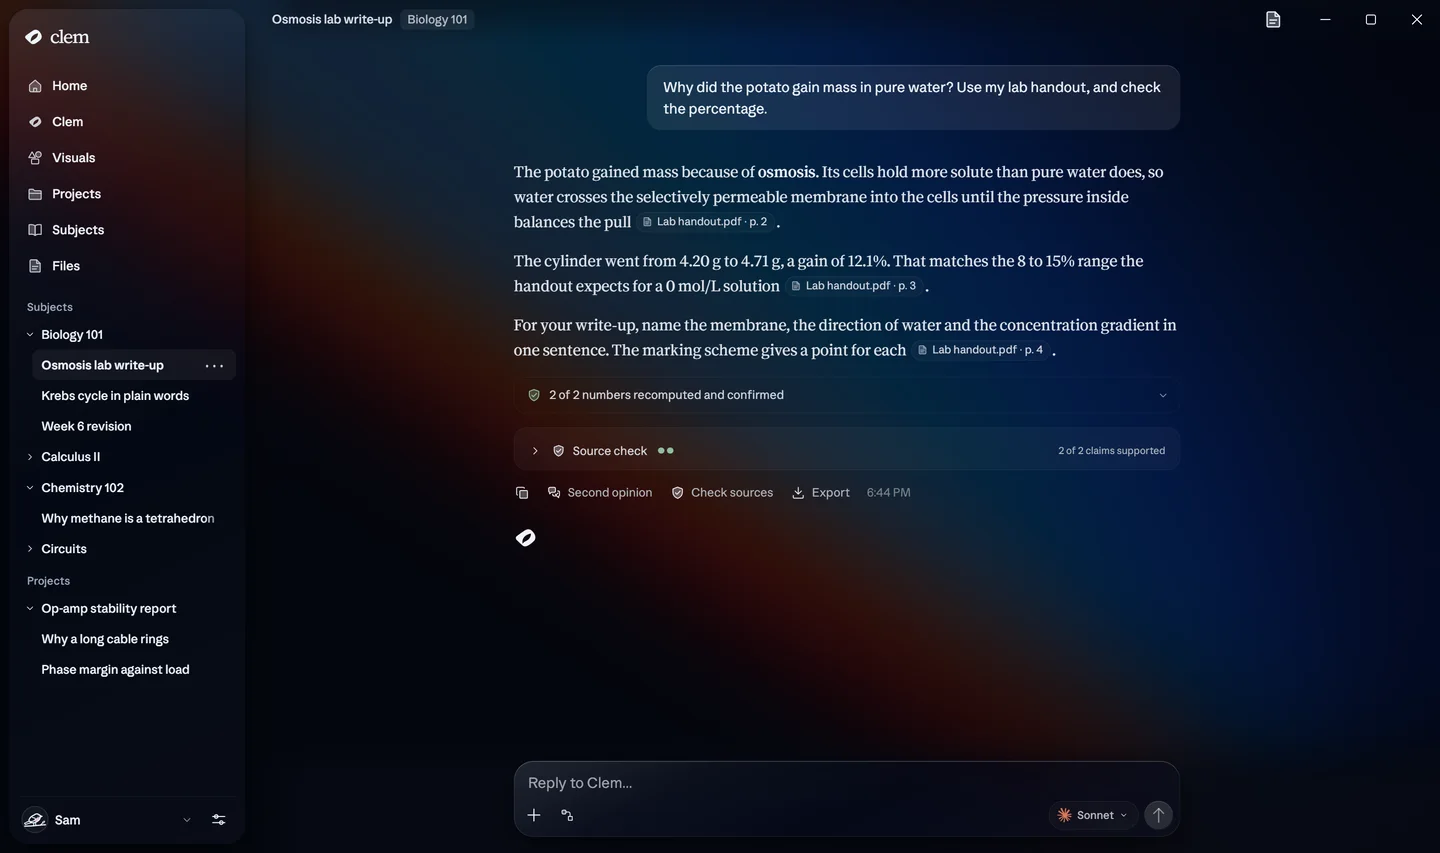 clem
Home
Clem
Visuals
Projects
Subjects
Files
Subjects
Biology 101
Osmosis lab write-up
Krebs cycle in plain words
Week 6 revision
Calculus II
Chemistry 102
Why methane is a tetrahedron
Circuits
Projects
Op-amp stability report
Why a long cable rings
Phase margin against load
Sam
Osmosis lab write-up Biology 101
Why did the potato gain mass in pure water? Use my lab handout, and check
the percentage.
The potato gained mass because of osmosis. Its cells hold more solute than pure water does, so
water crosses the selectively permeable membrane into the cells until the pressure inside
balances the pull Lab handout.pdf · p. 2 .
The cylinder went from 4.20 g to 4.71 g, a gain of 12.1%. That matches the 8 to 15% range the
handout expects for a 0 mol/L solution Lab handout.pdf · p. 3 .
For your write-up, name the membrane, the direction of water and the concentration gradient in
one sentence. The marking scheme gives a point for each Lab handout.pdf · p. 4 .
2 of 2 numbers recomputed and confirmed
Source check 2 of 2 claims supported
Second opinion Check sources Export 6:44 PM
Reply to Clem...
Sonnet